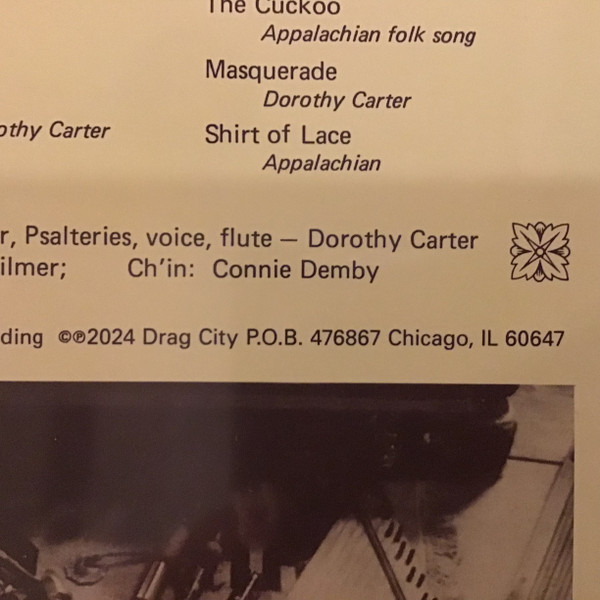 The Cuckoo
Appalachian folk song
Masquerade
Dorothy Carter
othy Carter
Shirt of Lace
Appalachian
r, Psalteries, voice, flute — Dorothy Carter
ilmer; Ch'in: Connie Demby
ding ©℗2024 Drag City P.O.B. 476867 Chicago, IL 60647